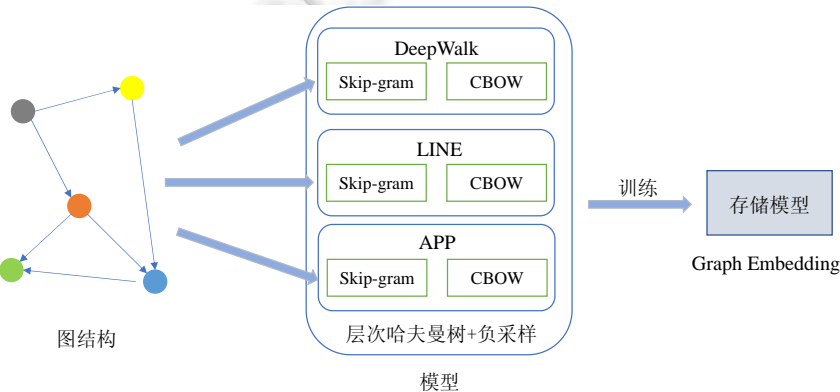 DeepWalk
Skip-gram
CBOW
LINE
Skip-gram
CBOW
APP
Skip-gram
CBOW
层次哈夫曼树+负采样
图结构
模型
训练
存储模型
Graph Embedding